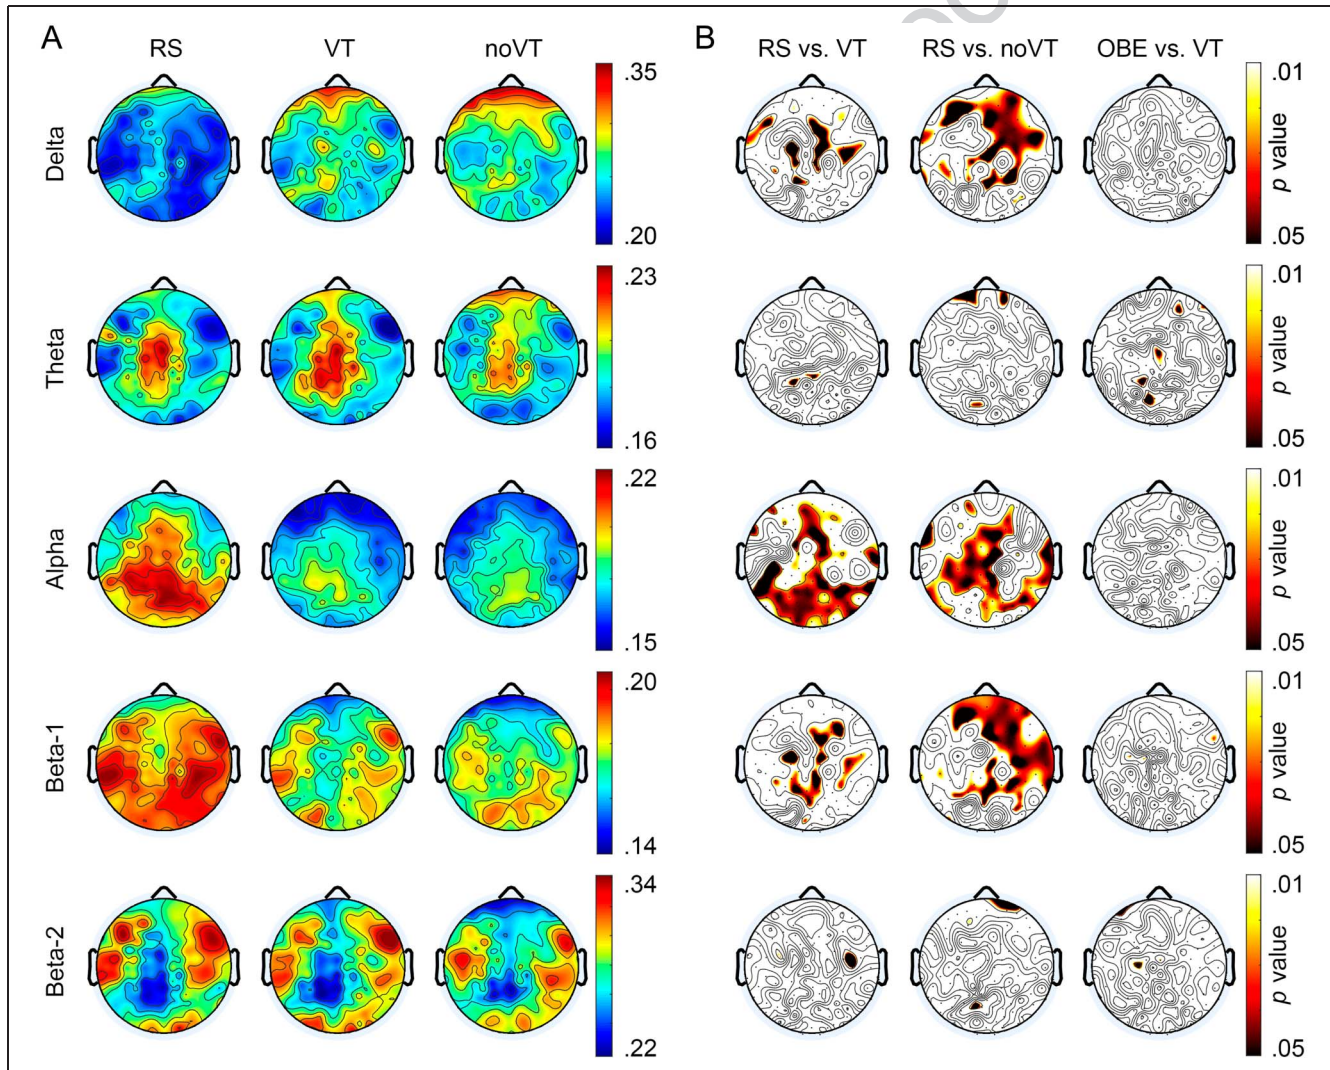 A
RS VT noVT
B
RS vs. VT RS vs. noVT OBE vs. VT
Delta
.35
.20
.01
p value
.05
Theta
.23
.16
.01
p value
.05
Alpha
.22
.15
.01
p value
.05
Beta-1
.20
.14
.01
p value
.05
Beta-2
.34
.22
.01
p value
.05